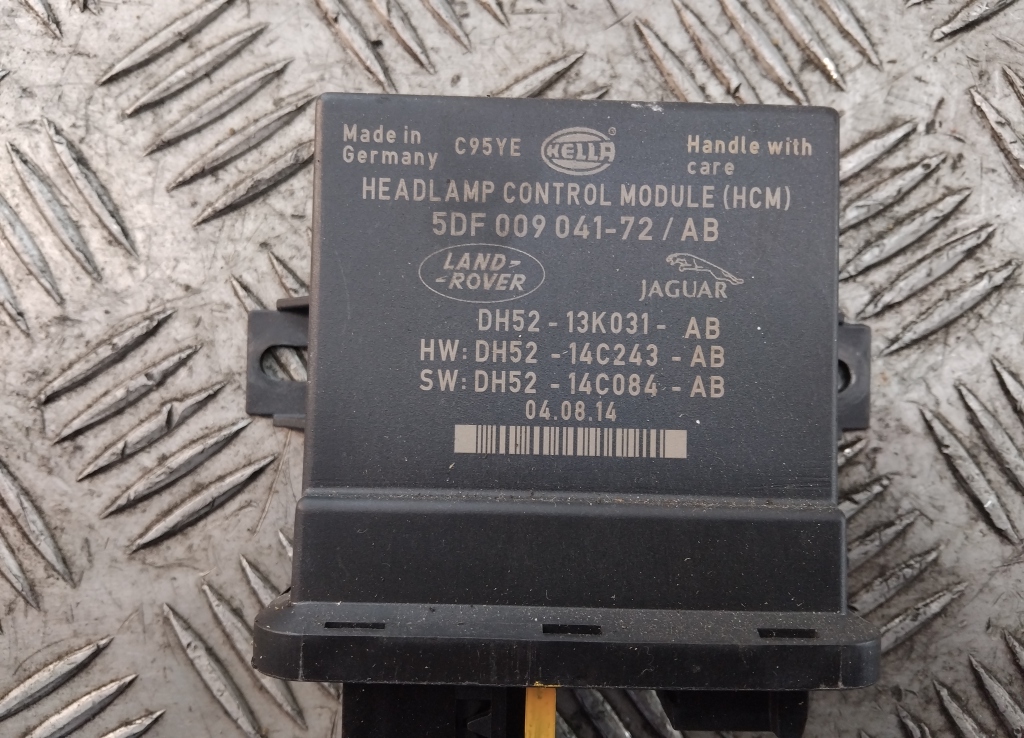 Made in
Germany
C95YE
HELLA®
Handle with
care
HEADLAMP CONTROL MODULE (HCM)
5DF 009 041-72 / AB
LAND-
-ROVER
JAGUAR
DH52 - 13K031 - AB
HW: DH52 - 14C243 - AB
SW: DH52 - 14C084 - AB
04.08.14